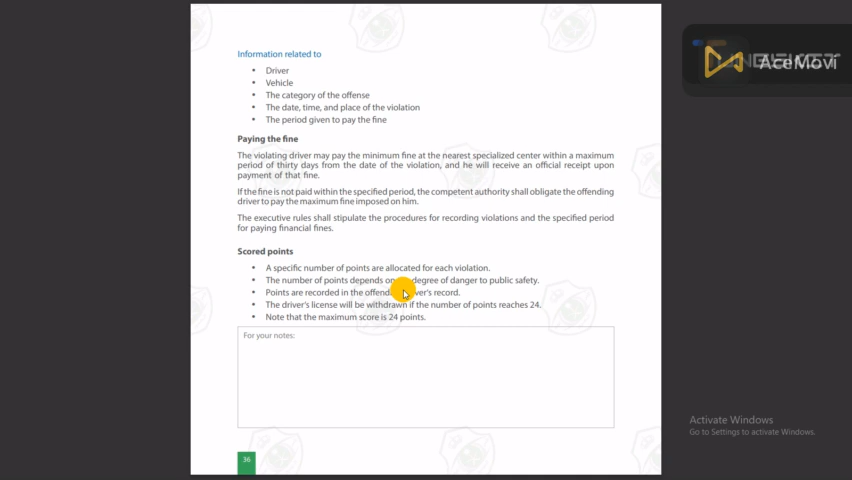 Information related to
• Driver
• Vehicle
• The category of the offense
• The date, time, and place of the violation
• The period given to pay the fine
Paying the fine
The violating driver may pay the minimum fine at the nearest specialized center within a maximum
period of thirty days from the date of the violation, and he will receive an official receipt upon
payment of that fine.
If the fine is not paid within the specified period, the competent authority shall obligate the offending
driver to pay the maximum fine imposed on him.
The executive rules shall stipulate the procedures for recording violations and the specified period
for paying financial fines.
Scored points
• A specific number of points are allocated for each violation.
• The number of points depends on degree of danger to public safety.
• Points are recorded in the record.
• The driver's license will be withdrawn if the number of points reaches 24.
• Note that the maximum score is 24 points.
For your notes:
36
AceMovi
Activate Windows
Go to Settings to activate Windows.